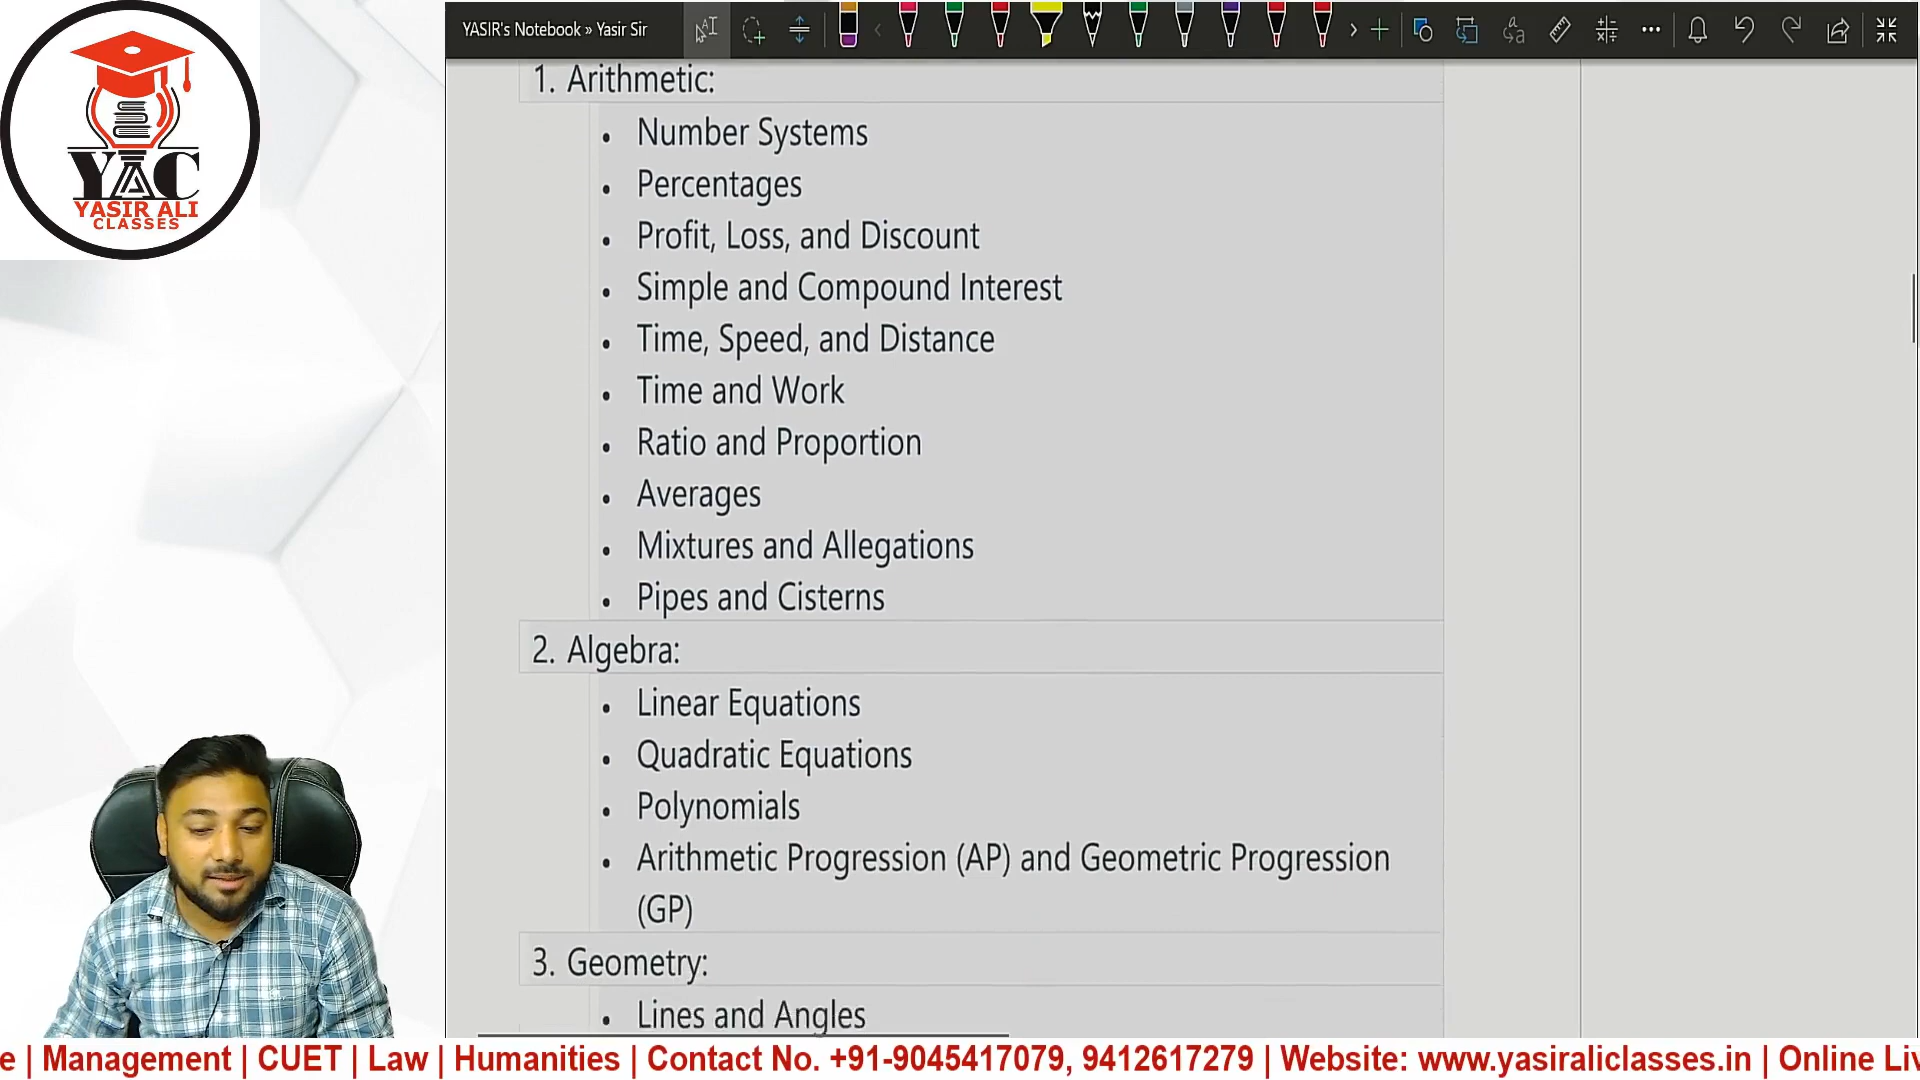 YASIR's Notebook » Yasir Sir
YAC
YASIR ALI
CLASSES
1. Arithmetic:
• Number Systems
• Percentages
• Profit, Loss, and Discount
• Simple and Compound Interest
• Time, Speed, and Distance
• Time and Work
• Ratio and Proportion
• Averages
• Mixtures and Allegations
• Pipes and Cisterns
2. Algebra:
• Linear Equations
• Quadratic Equations
• Polynomials
• Arithmetic Progression (AP) and Geometric Progression
(GP)
3. Geometry:
• Lines and Angles
e | Management | CUET | Law | Humanities | Contact No. +91-9045417079, 9412617279 | Website: www.yasiraliclasses.in | Online Liv